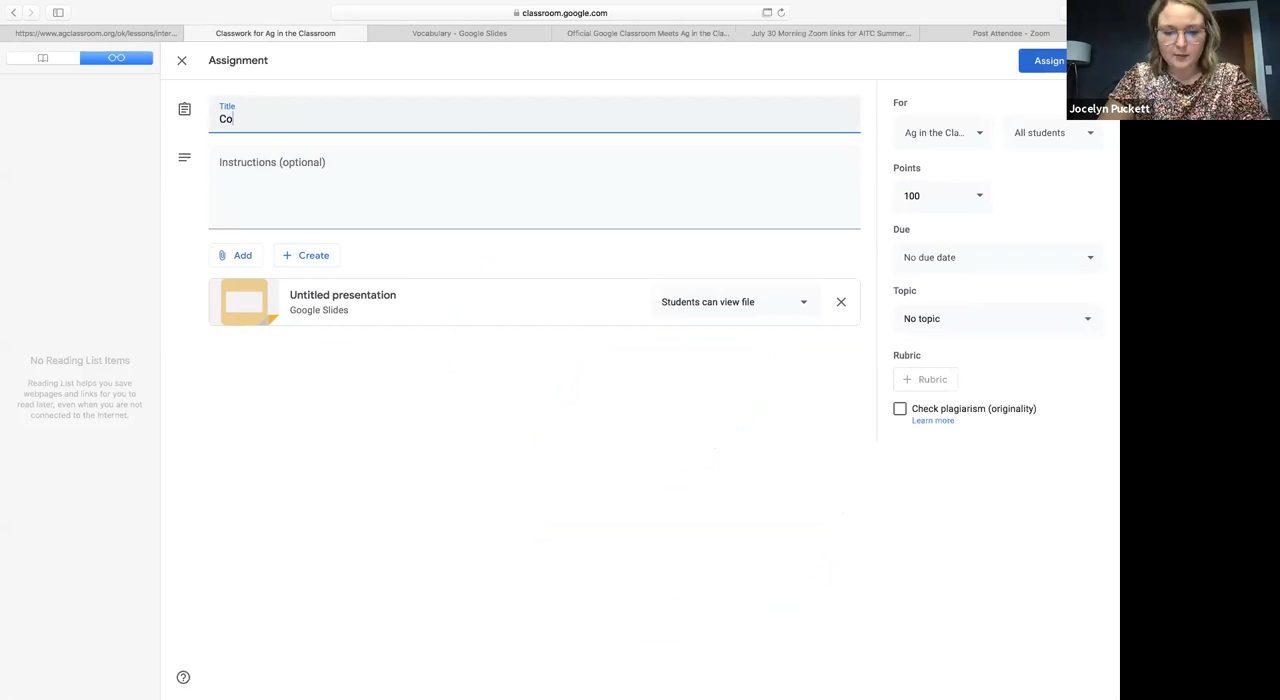 classroom.google.com
https://www.agclassroom.org/ok/lessons/inter...
Classwork for Ag in the Classroom
Vocabulary - Google Slides
Official Google Classroom Meets Ag in the Cla...
July 30 Morning Zoom links for AITC Summer...
Post Attendee - Zoom
Assignment
Assign
Jocelyn Puckett
Title
Co
For
Ag in the Cla...
All students
Instructions (optional)
Points
100
Due
No due date
Add
Create
Topic
No topic
Untitled presentation
Google Slides
Students can view file
Rubric
Rubric
Check plagiarism (originality)
Learn more
No Reading List Items
Reading List helps you save
webpages and links for you to
read later, even when you are not
connected to the Internet.